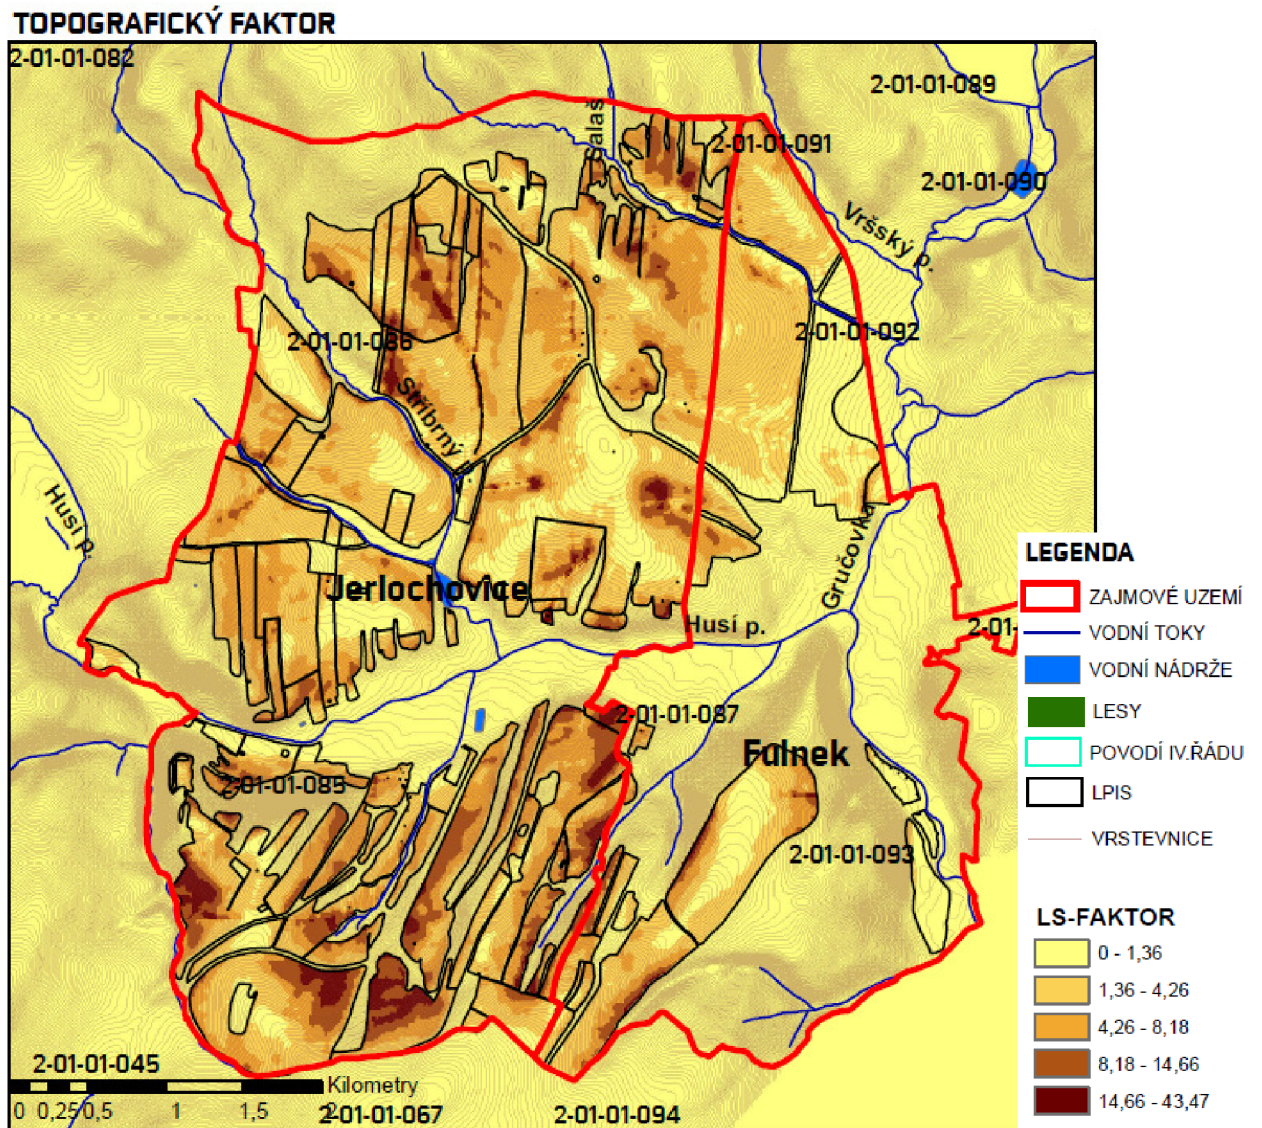 TOPOGRAFICKÝ FAKTOR
2-01-01-082
2-01-01-089
Salaš
2-01-01-091
2-01-01-090
Vršský p.
2-01-01-086
2-01-01-092
Stříbrný
Husí p.
Gručovka
Jerlochovice
Husí p.
2-01-
2-01-01-087
Fulnek
2-01-01-085
2-01-01-093
2-01-01-045
Kilometry
0 0,25 0,5 1 1,5 2
2-01-01-067
2-01-01-094
LEGENDA
ZAJMOVÉ UZEMÍ
VODNÍ TOKY
VODNÍ NÁDRŽE
LESY
POVODÍ IV.ŘÁDU
LPIS
VRSTEVNICE
LS-FAKTOR
0 - 1,36
1,36 - 4,26
4,26 - 8,18
8,18 - 14,66
14,66 - 43,47